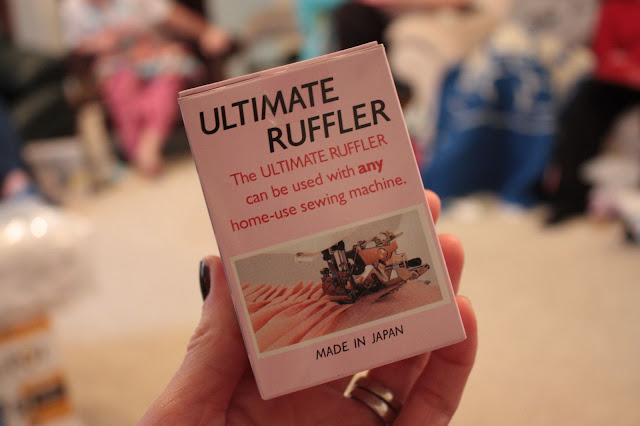 ULTIMATE
RUFFLER
The ULTIMATE RUFFLER
can be used with any
home-use sewing machine.
MADE IN JAPAN